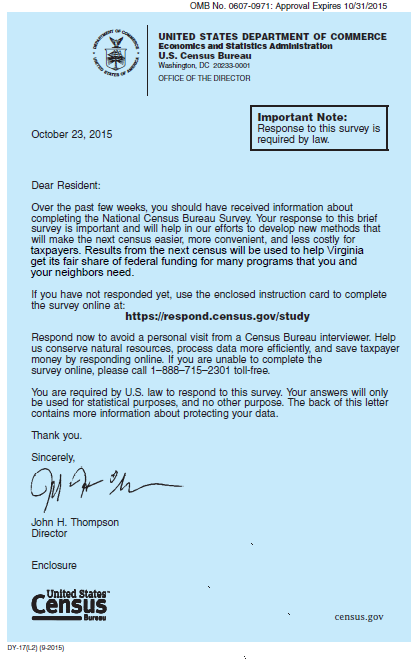 OMB No. 0607-0971: Approval Expires 10/31/2015
DEPARTMENT OF COMMERCE
UNITED STATES OF AMERICA
UNITED STATES DEPARTMENT OF COMMERCE
Economics and Statistics Administration
U.S. Census Bureau
Washington, DC 20233-0001
OFFICE OF THE DIRECTOR
Important Note:
Response to this survey is
required by law.
October 23, 2015
Dear Resident:
Over the past few weeks, you should have received information about
completing the National Census Bureau Survey. Your response to this brief
survey is important and will help in our efforts to develop new methods that
will make the next census easier, more convenient, and less costly for
taxpayers. Results from the next census will be used to help Virginia
get its fair share of federal funding for many programs that you and
your neighbors need.
If you have not responded yet, use the enclosed instruction card to complete
the survey online at:
https://respond.census.gov/study
Respond now to avoid a personal visit from a Census Bureau interviewer. Help
us conserve natural resources, process data more efficiently, and save taxpayer
money by responding online. If you are unable to complete the
survey online, please call 1–888–715–2301 toll-free.
You are required by U.S. law to respond to this survey. Your answers will only
be used for statistical purposes, and no other purpose. The back of this letter
contains more information about protecting your data.
Thank you.
Sincerely,
John H. Thompson
Director
Enclosure
United States™
Census
Bureau
census.gov
DY-17(L2) (9-2015)